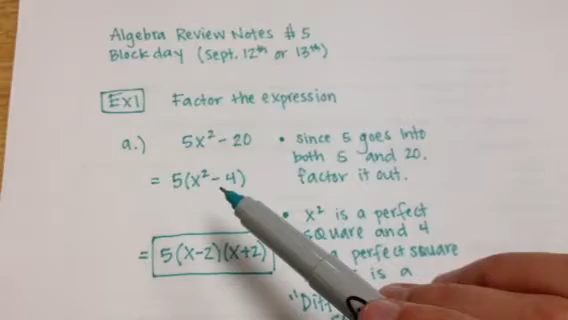 Algebra Review Notes #5
Block day (Sept. 12th or 13th)
Ex1 Factor the expression
a.) 5x² - 20
= 5(x² - 4)
= 5(x-2)(x+2)
• since 5 goes into
both 5 and 20,
factor it out.
• x² is a perfect
square and 4
a perfect square
is a